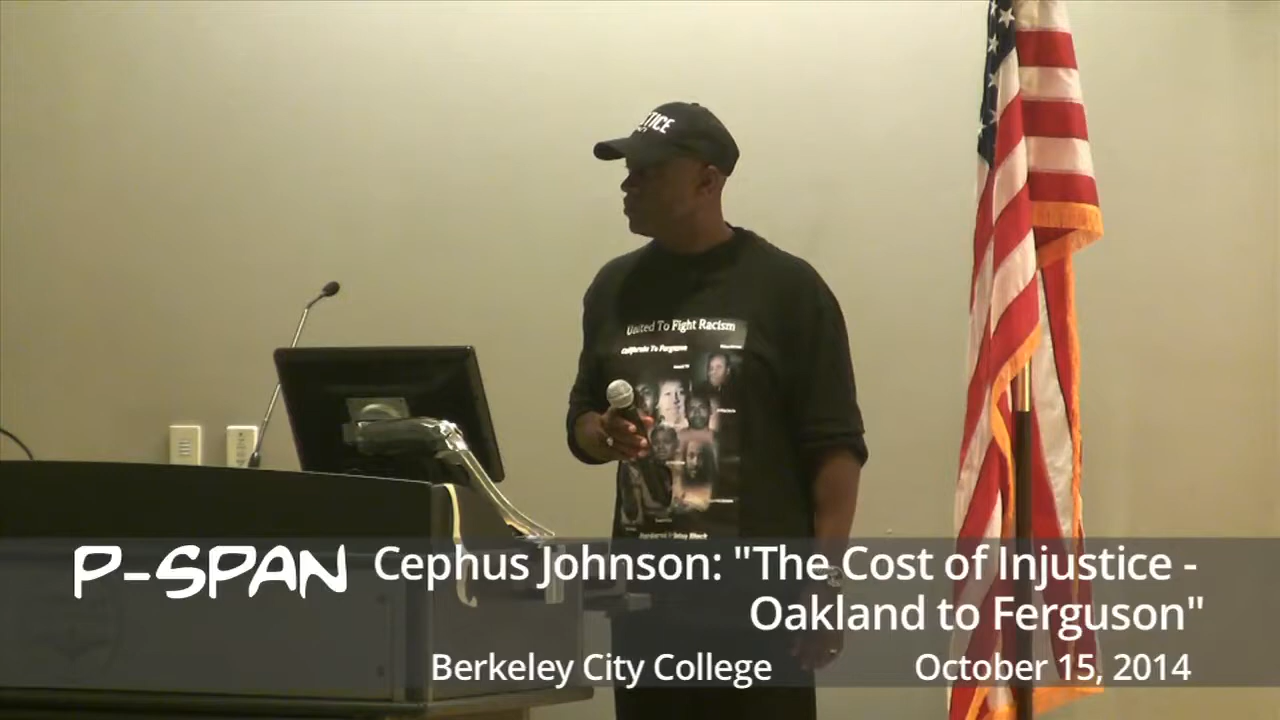 TICE
United To Fight Racism
California To Ferguson
P-SPAN
Cephus Johnson: "The Cost of Injustice -
Oakland to Ferguson"
Berkeley City College
October 15, 2014